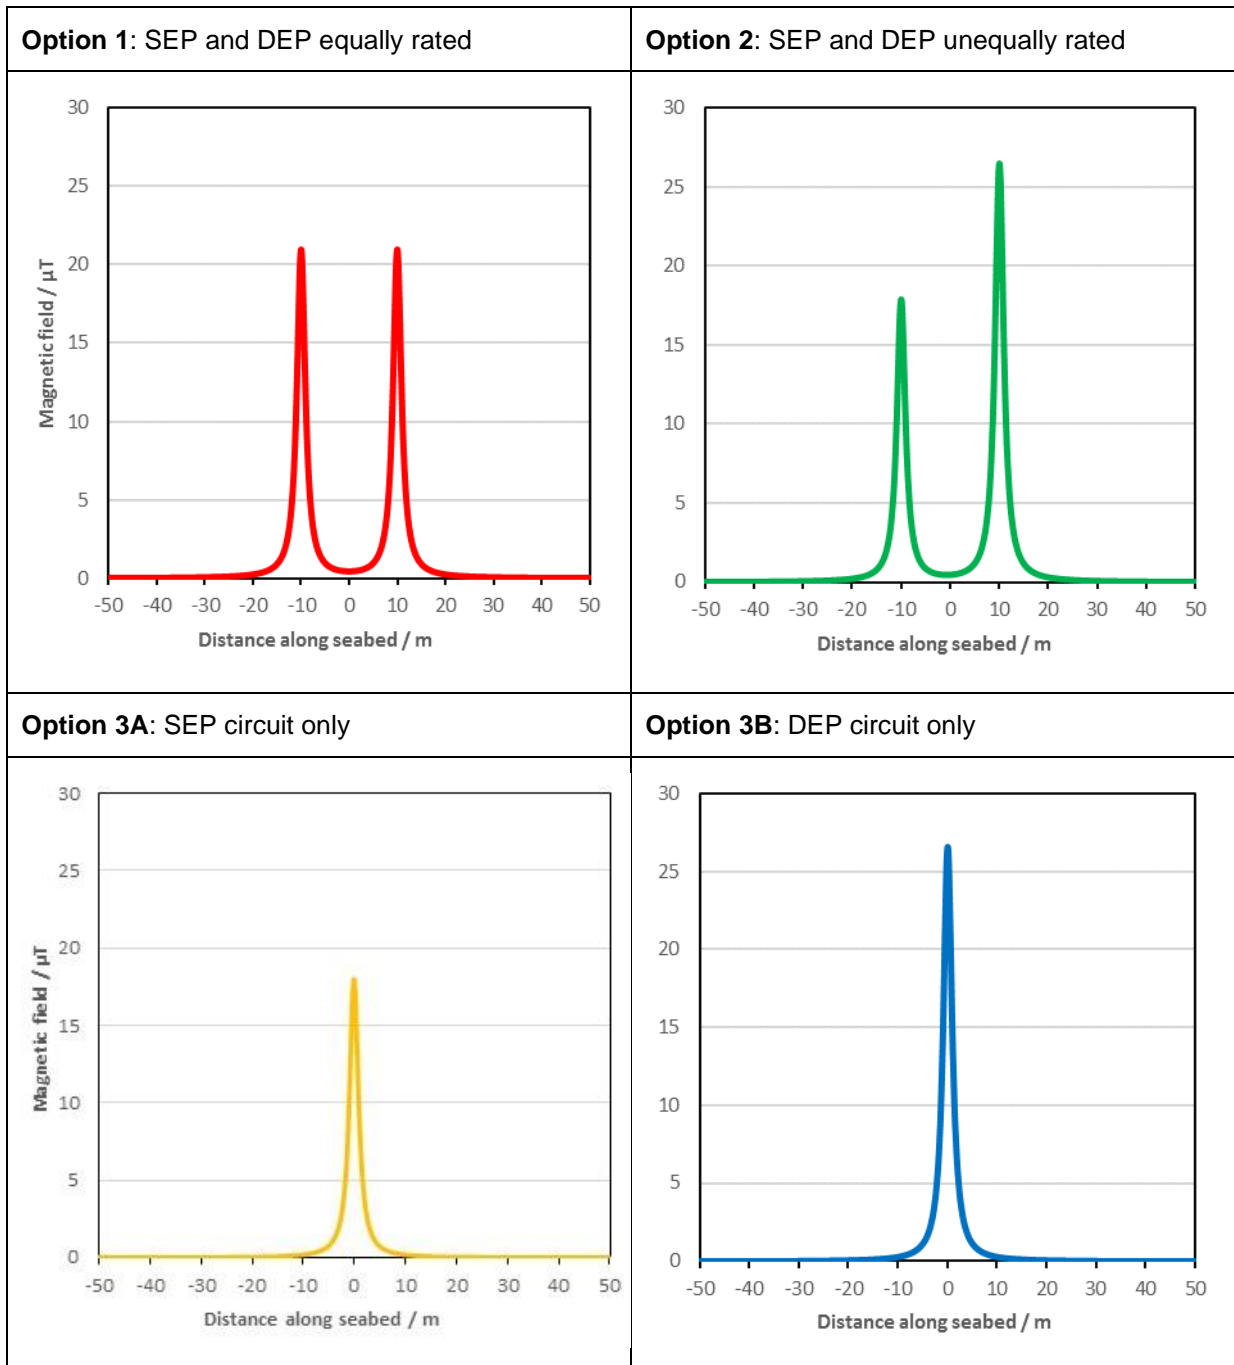 Option 1: SEP and DEP equally rated
Option 2: SEP and DEP unequally rated
30
25
20
15
10
5
0
Magnetic field / µT
-50 -40 -30 -20 -10 0 10 20 30 40 50
Distance along seabed / m
30
25
20
15
10
5
0
-50 -40 -30 -20 -10 0 10 20 30 40 50
Distance along seabed / m
Option 3A: SEP circuit only
Option 3B: DEP circuit only
30
25
20
15
10
5
0
Magnetic field / µT
-50 -40 -30 -20 -10 0 10 20 30 40 50
Distance along seabed / m
30
25
20
15
10
5
0
-50 -40 -30 -20 -10 0 10 20 30 40 50
Distance along seabed / m